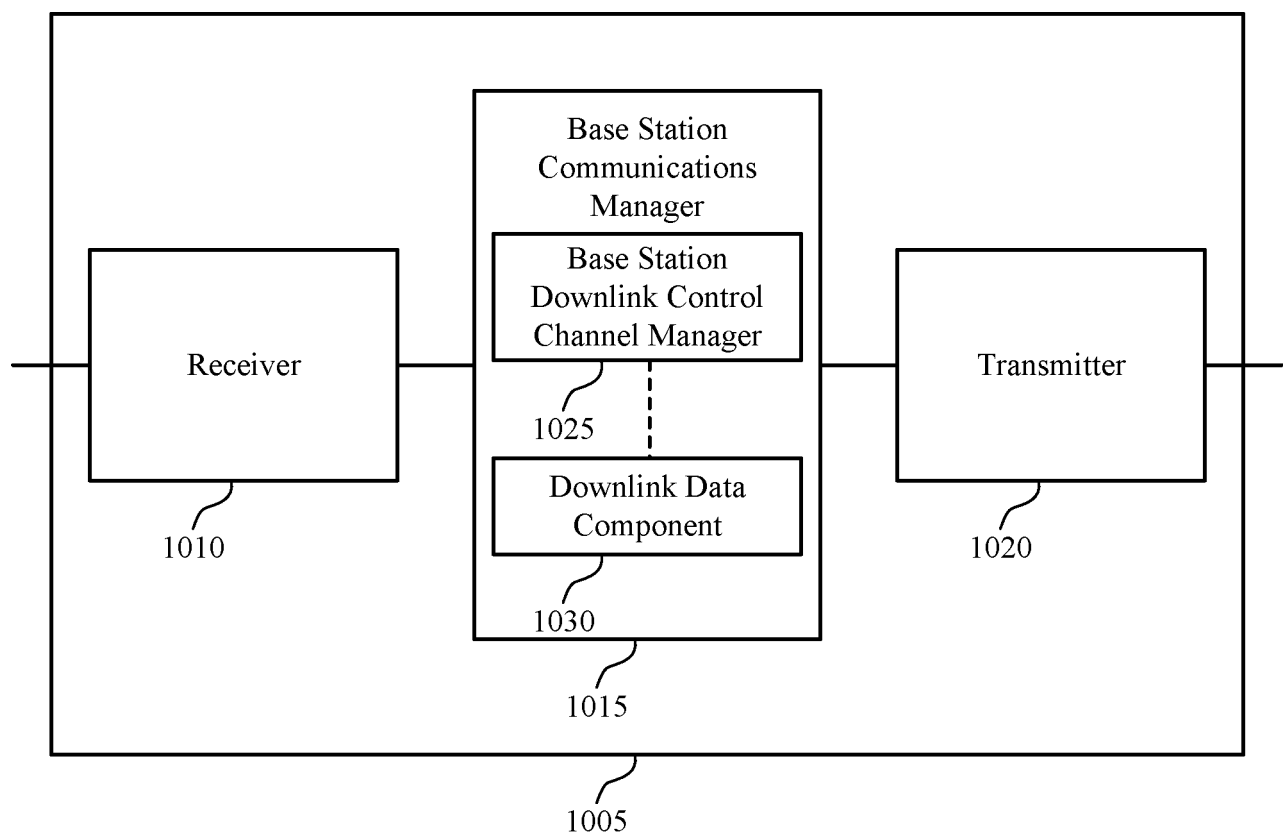 Base Station
Communications
Manager
Base Station
Downlink Control
Channel Manager
Receiver
Transmitter
1025
Downlink Data
Component
1010
1020
1030
1015
1005